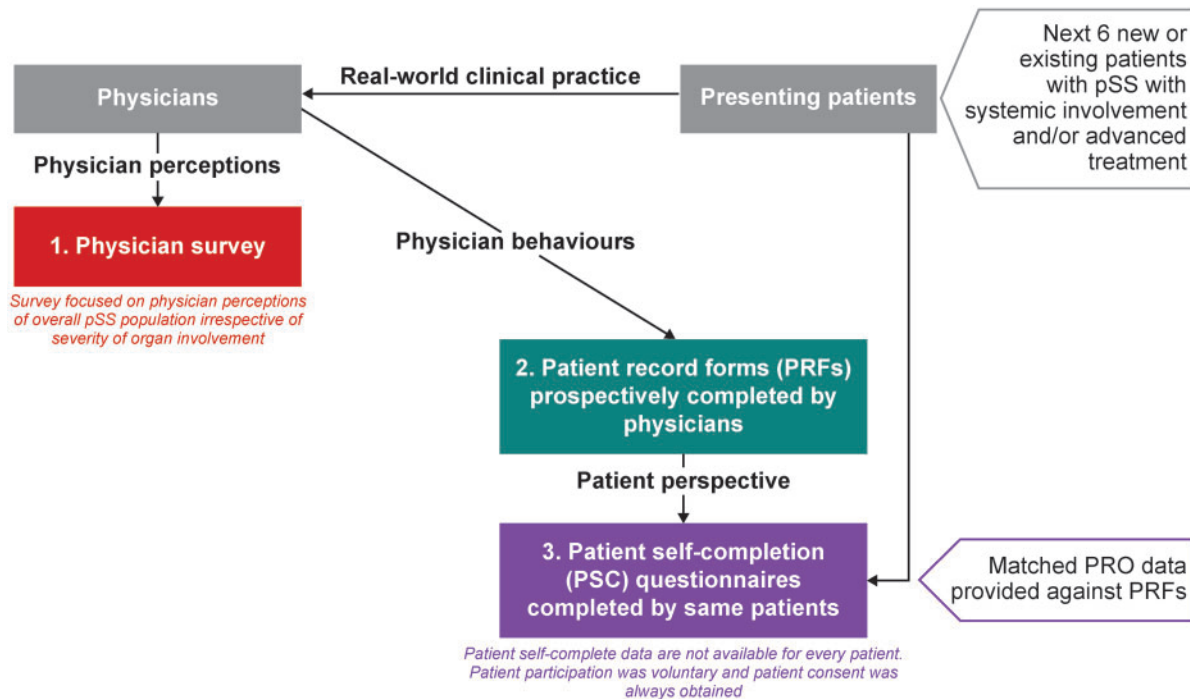 Next 6 new or
existing patients
with pSS with
systemic involvement
and/or advanced
treatment
Real-world clinical practice
Physicians
Presenting patients
Physician perceptions
1. Physician survey
Survey focused on physician perceptions
of overall pSS population irrespective of
severity of organ involvement
Physician behaviours
2. Patient record forms (PRFs)
prospectively completed by
physicians
Patient perspective
3. Patient self-completion
(PSC) questionnaires
completed by same patients
Matched PRO data
provided against PRFs
Patient self-complete data are not available for every patient.
Patient participation was voluntary and patient consent was
always obtained